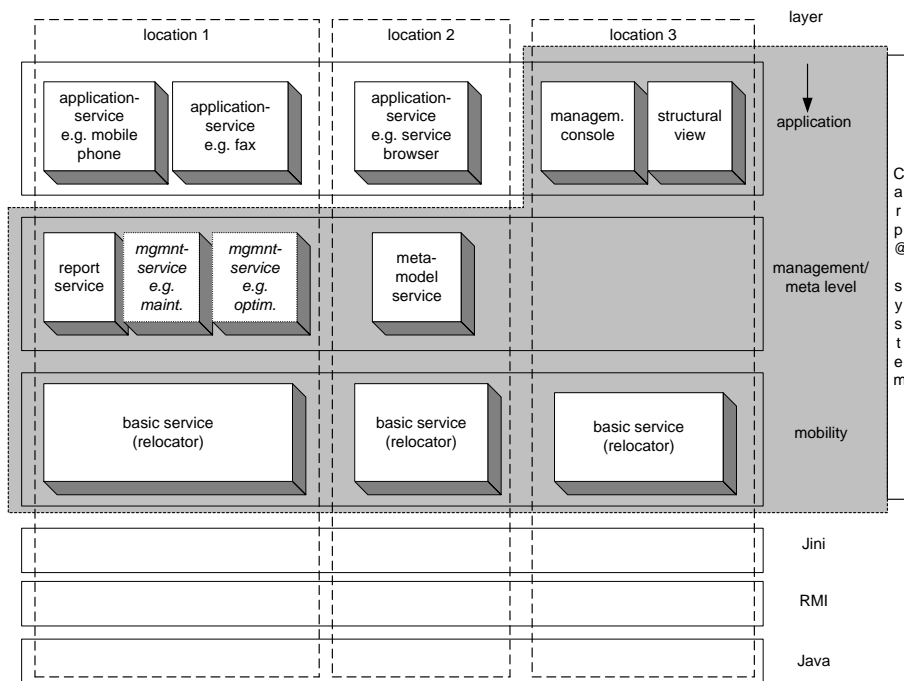 location 1
location 2
location 3
layer
application-
service
e.g. mobile
phone
application-
service
e.g. fax
application-
service
e.g. service
browser
managem.
console
structural
view
application
report
service
mgmnt-
service
e.g.
maint.
mgmnt-
service
e.g.
optim.
meta-
model
service
management/
meta level
basic service
(relocator)
basic service
(relocator)
basic service
(relocator)
mobility
Carp@ system
Jini
RMI
Java